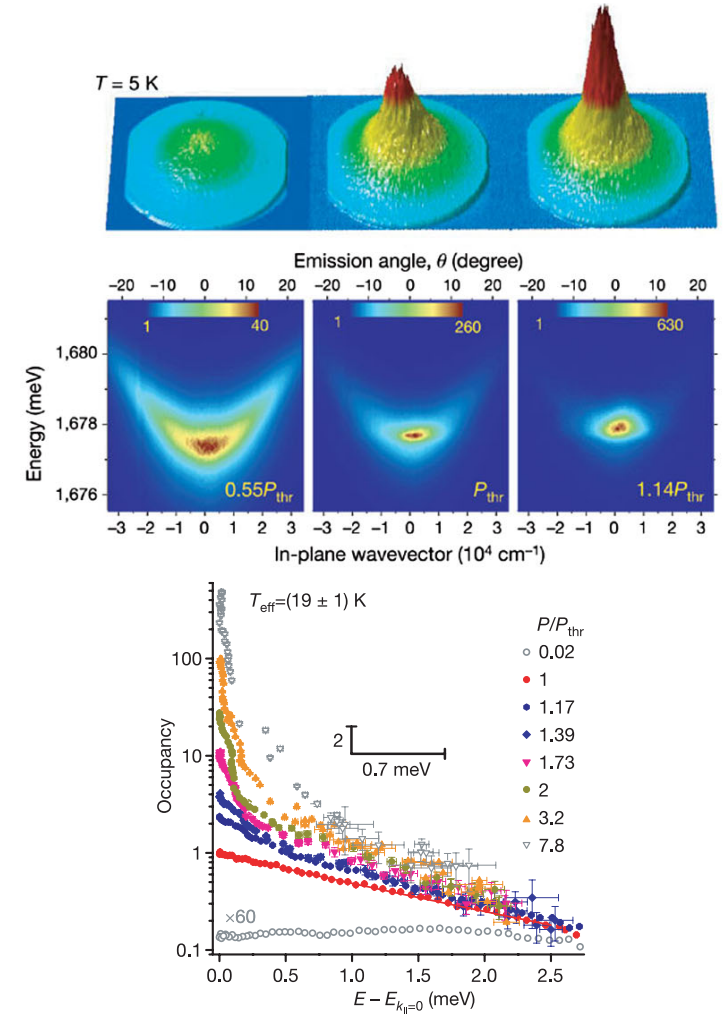 T = 5 K
Emission angle, θ (degree)
−20 −10 0 10 20 −20 −10 0 10 20 −20 −10 0 10 20
1 40 1 260 1 630
1,680
1,678
1,676
Energy (meV)
0.55Pthr Pthr 1.14Pthr
−3 −2 −1 0 1 2 3 −3 −2 −1 0 1 2 3 −3 −2 −1 0 1 2 3
In-plane wavevector (10⁴ cm⁻¹)
Teff=(19 ± 1) K
P/Pthr
0.02
1
1.17
1.39
1.73
2
3.2
7.8
2
0.7 meV
100
10
1
0.1
Occupancy
×60
0.0 0.5 1.0 1.5 2.0 2.5
E − Ek||=0 (meV)